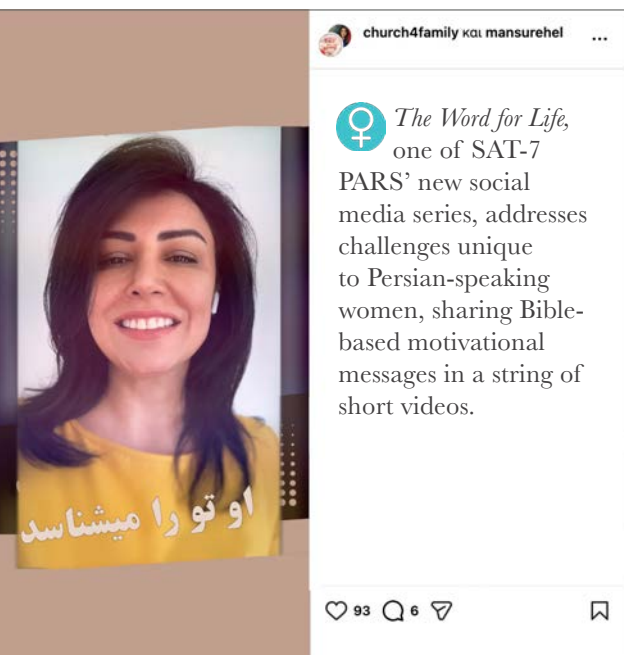 church4family και mansurehel
The Word for Life,
one of SAT-7
PARS’ new social
media series, addresses
challenges unique
to Persian-speaking
women, sharing Bible-
based motivational
messages in a string of
short videos.
او تو را میشناسد
93 6